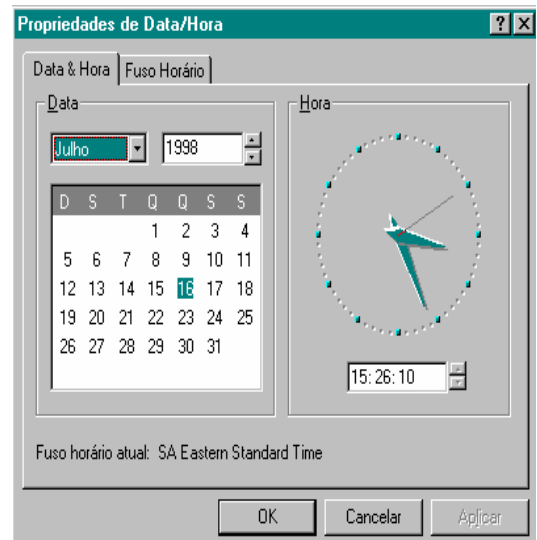 Propriedades de Data/Hora
Data & Hora
Fuso Horário
Data
Hora
Julho
1998
D S T Q Q S S
1 2 3 4
5 6 7 8 9 10 11
12 13 14 15 16 17 18
19 20 21 22 23 24 25
26 27 28 29 30 31
15:26:10
Fuso horário atual: SA Eastern Standard Time
OK
Cancelar
Aplicar